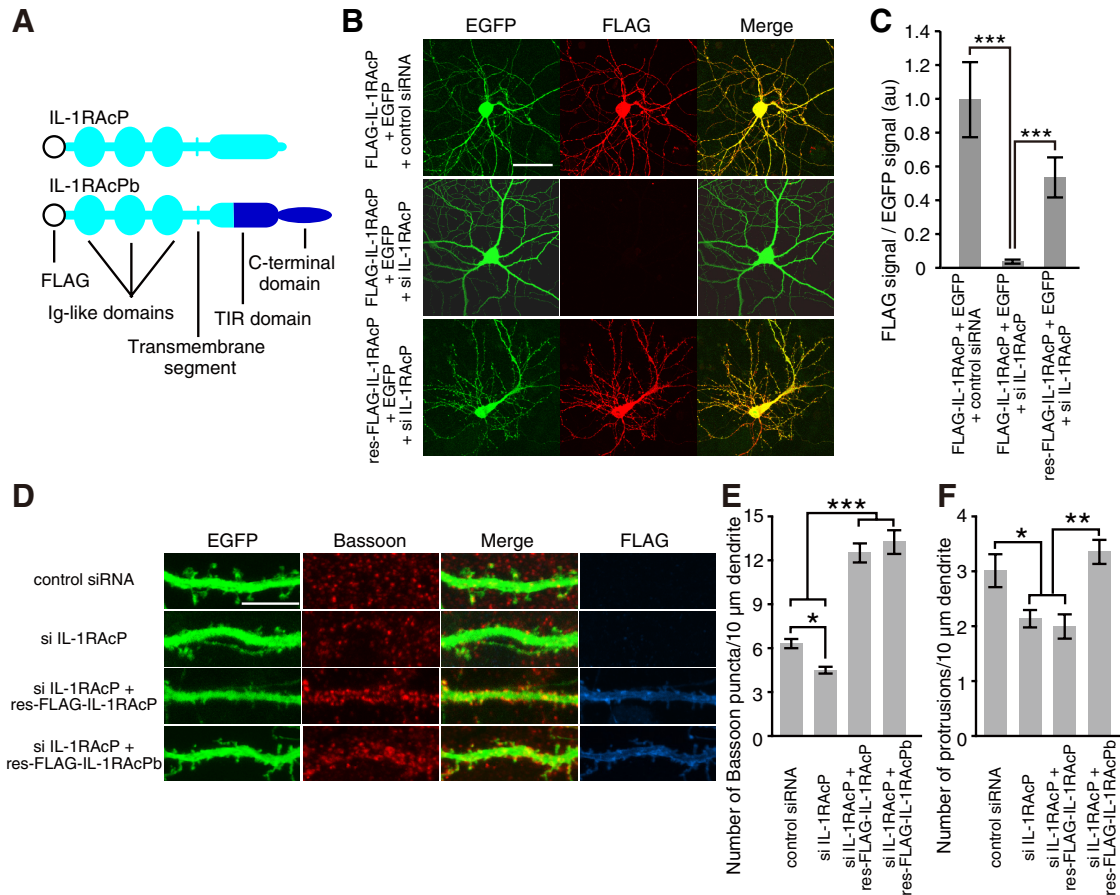 A
IL-1RAcP
IL-1RAcPb
FLAG
Ig-like domains
Transmembrane
segment
TIR domain
C-terminal
domain
B
EGFP
FLAG
Merge
FLAG-IL-1RAcP
+ EGFP
+ control siRNA
FLAG-IL-1RAcP
+ EGFP
+ si IL-1RAcP
res-FLAG-IL-1RAcP
+ EGFP
+ si IL-1RAcP
C
FLAG signal / EGFP signal (au)
1.4
1.2
1.0
0.8
0.6
0.4
0.2
0
***
***
FLAG-IL-1RAcP + EGFP
+ control siRNA
FLAG-IL-1RAcP + EGFP
+ si IL-1RAcP
res-FLAG-IL-1RAcP + EGFP
+ si IL-1RAcP
D
EGFP
Bassoon
Merge
FLAG
control siRNA
si IL-1RAcP
si IL-1RAcP +
res-FLAG-IL-1RAcP
si IL-1RAcP +
res-FLAG-IL-1RAcPb
E
Number of Bassoon puncta/10 µm dendrite
15
12
9
6
3
0
***
*
control siRNA
si IL-1RAcP
si IL-1RAcP +
res-FLAG-IL-1RAcP
si IL-1RAcP +
res-FLAG-IL-1RAcPb
F
Number of protrusions/10 µm dendrite
4
3
2
1
0
*
**
control siRNA
si IL-1RAcP
si IL-1RAcP +
res-FLAG-IL-1RAcP
si IL-1RAcP +
res-FLAG-IL-1RAcPb